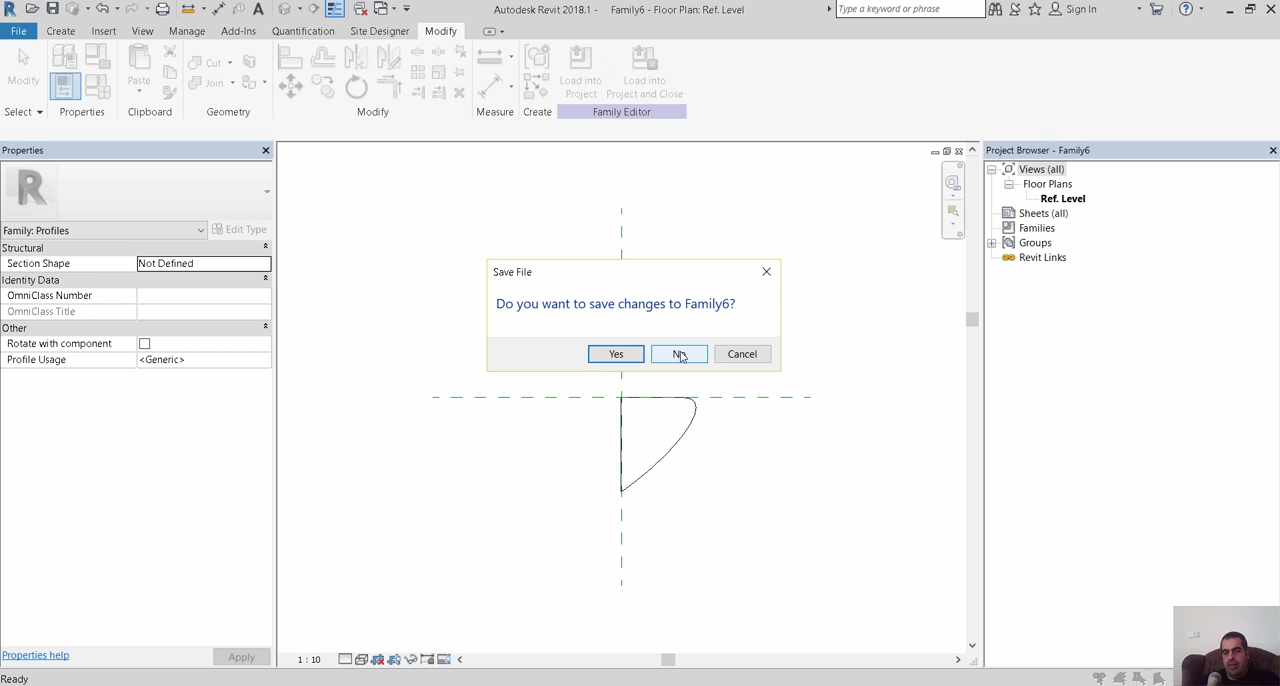 Autodesk Revit 2018.1 - Family6 - Floor Plan: Ref. Level
Type a keyword or phrase
Sign In
File
Create
Insert
View
Manage
Add-Ins
Quantification
Site Designer
Modify
Modify
Paste
Cut
Join
Load into
Project
Load into
Project and Close
Select
Properties
Clipboard
Geometry
Modify
Measure
Create
Family Editor
Properties
R
Family: Profiles
Edit Type
Structural
Section Shape
Not Defined
Identity Data
OmniClass Number
OmniClass Title
Other
Rotate with component
Profile Usage
<Generic>
Properties help
Apply
Save File
Do you want to save changes to Family6?
Yes
No
Cancel
1 : 10
Project Browser - Family6
Views (all)
Floor Plans
Ref. Level
Sheets (all)
Families
Groups
Revit Links
Ready